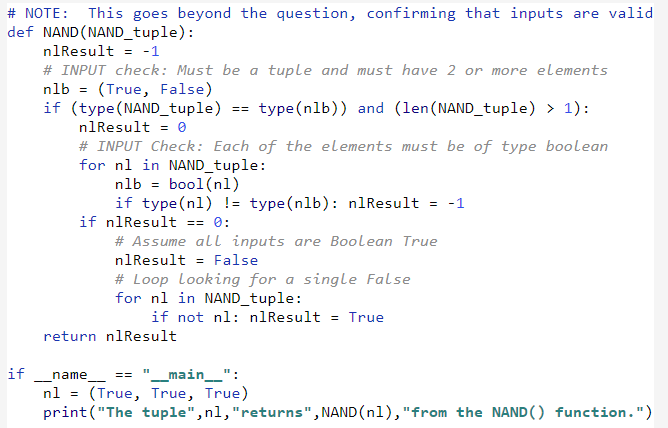 # NOTE:  This goes beyond the question, confirming that inputs are valid
def NAND(NAND_tuple):
    nlResult = -1
    # INPUT check: Must be a tuple and must have 2 or more elements
    nlb = (True, False)
    if (type(NAND_tuple) == type(nlb)) and (len(NAND_tuple) > 1):
        nlResult = 0
        # INPUT Check: Each of the elements must be of type boolean
        for nl in NAND_tuple:
            nlb = bool(nl)
            if type(nl) != type(nlb): nlResult = -1
        if nlResult == 0:
            # Assume all inputs are Boolean True
            nlResult = False
            # Loop looking for a single False
            for nl in NAND_tuple:
                if not nl: nlResult = True
    return nlResult

if __name__ == "__main__":
    nl = (True, True, True)
    print("The tuple",nl,"returns",NAND(nl),"from the NAND() function.")